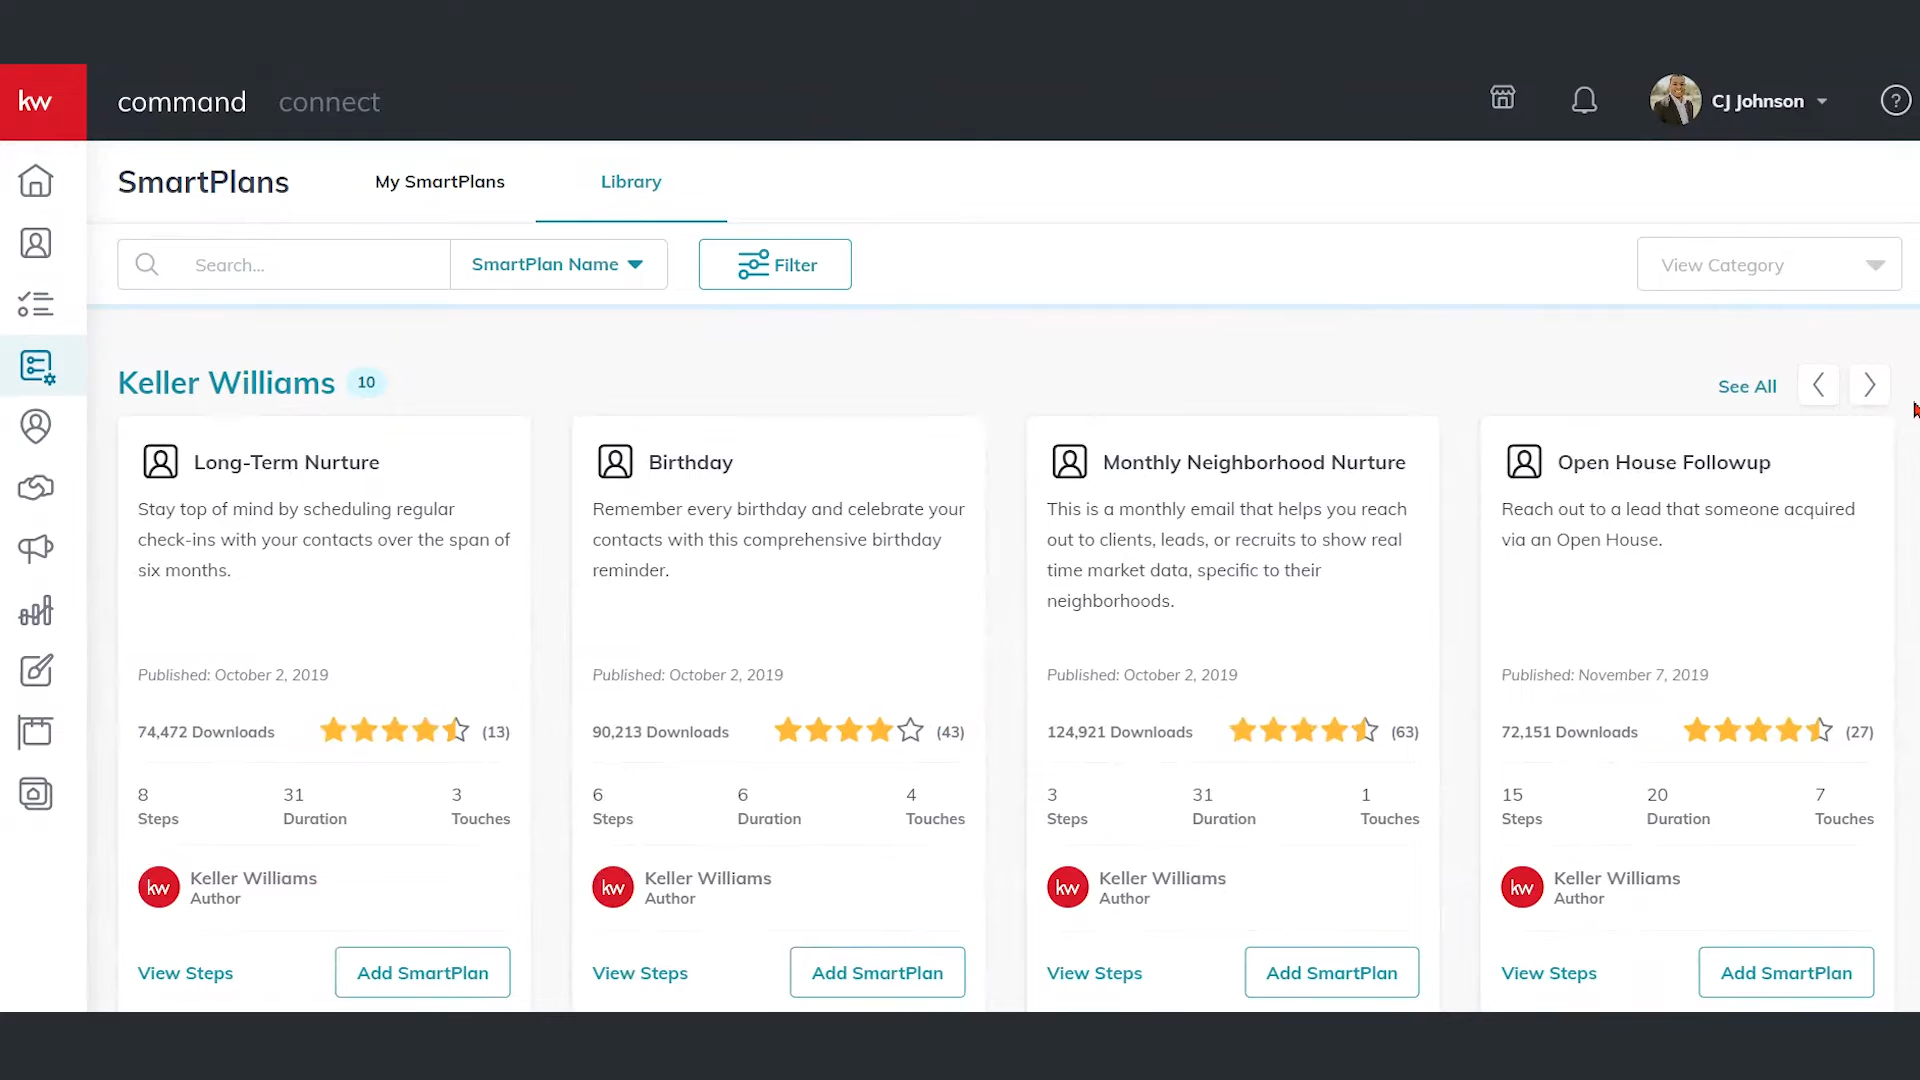 kw command connect CJ Johnson ?
SmartPlans My SmartPlans Library
Search... SmartPlan Name Filter View Category
Keller Williams 10 See All
Long-Term Nurture
Stay top of mind by scheduling regular
check-ins with your contacts over the span of
six months.
Published: October 2, 2019
74,472 Downloads (13)
8 31 3
Steps Duration Touches
kw Keller Williams
Author
View Steps Add SmartPlan
Birthday
Remember every birthday and celebrate your
contacts with this comprehensive birthday
reminder.
Published: October 2, 2019
90,213 Downloads (43)
6 6 4
Steps Duration Touches
kw Keller Williams
Author
View Steps Add SmartPlan
Monthly Neighborhood Nurture
This is a monthly email that helps you reach
out to clients, leads, or recruits to show real
time market data, specific to their
neighborhoods.
Published: October 2, 2019
124,921 Downloads (63)
3 31 1
Steps Duration Touches
kw Keller Williams
Author
View Steps Add SmartPlan
Open House Followup
Reach out to a lead that someone acquired
via an Open House.
Published: November 7, 2019
72,151 Downloads (27)
15 20 7
Steps Duration Touches
kw Keller Williams
Author
View Steps Add SmartPlan